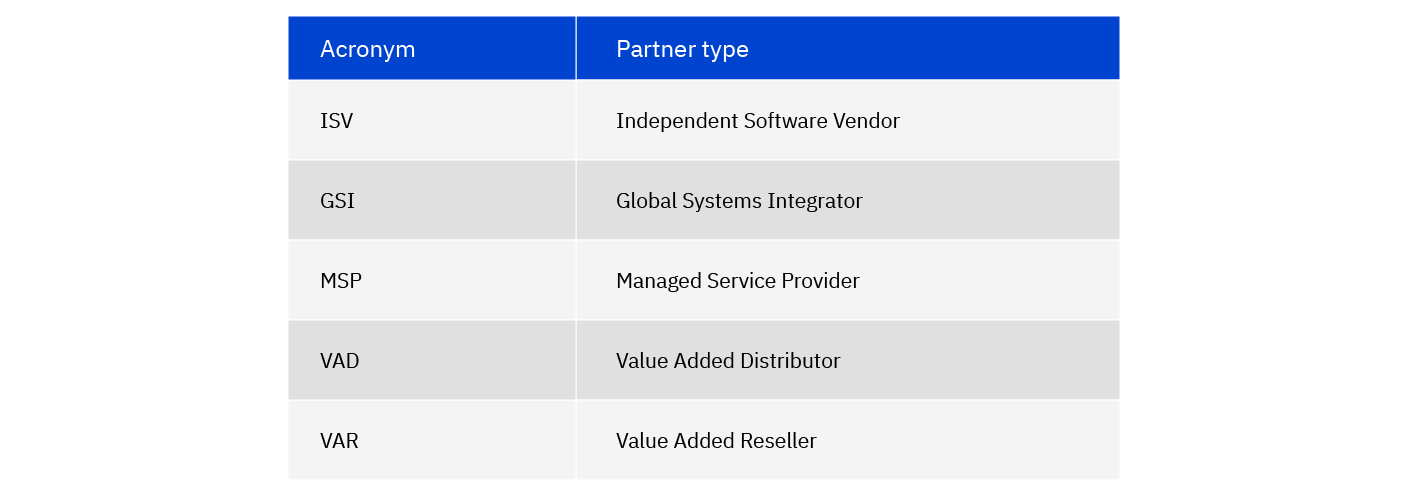 Acronym Partner type
ISV Independent Software Vendor
GSI Global Systems Integrator
MSP Managed Service Provider
VAD Value Added Distributor
VAR Value Added Reseller